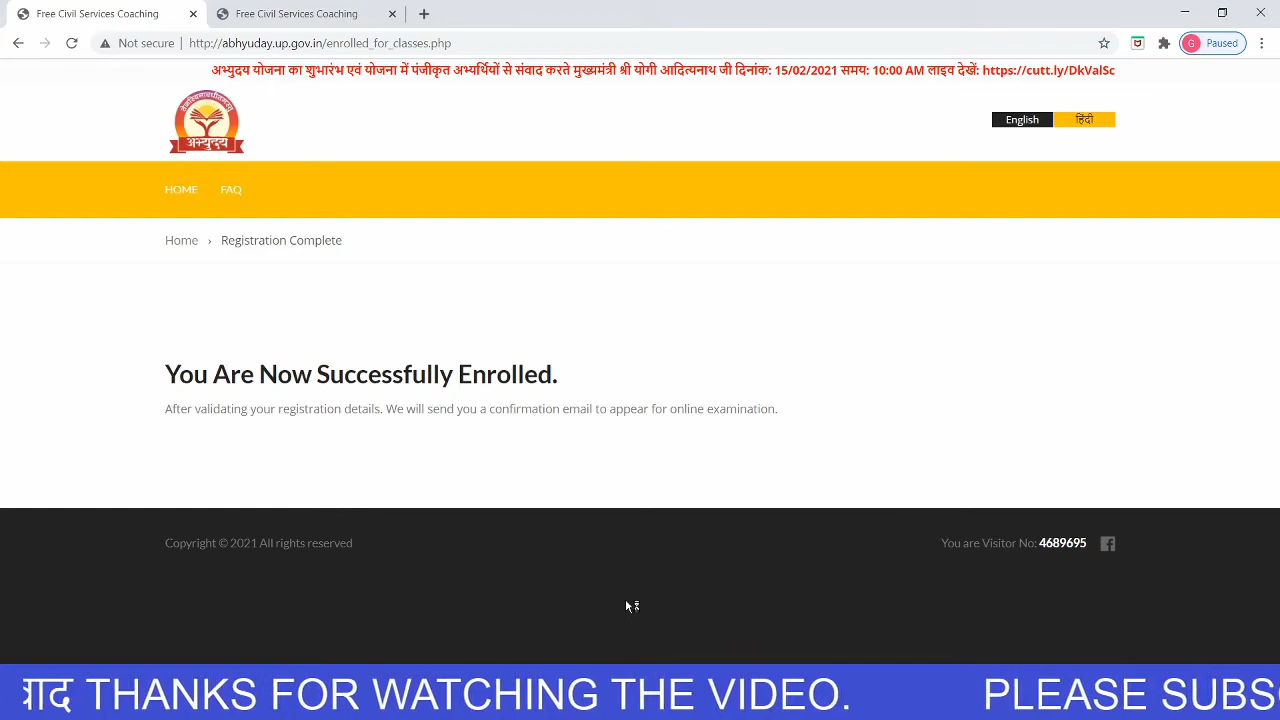 Free Civil Services Coaching
Free Civil Services Coaching
Not secure
http://abhyuday.up.gov.in/enrolled_for_classes.php
G Paused
अभ्युदय योजना का शुभारंभ एवं योजना में पंजीकृत अभ्यर्थियों से संवाद करते मुख्यमंत्री श्री योगी आदित्यनाथ जी दिनांक: 15/02/2021 समय: 10:00 AM लाइव देखें: https://cutt.ly/DkValSc
अभ्युदय
English
हिंदी
HOME
FAQ
Home › Registration Complete
You Are Now Successfully Enrolled.
After validating your registration details. We will send you a confirmation email to appear for online examination.
Copyright © 2021 All rights reserved
You are Visitor No: 4689695
THANKS FOR WATCHING THE VIDEO. PLEASE